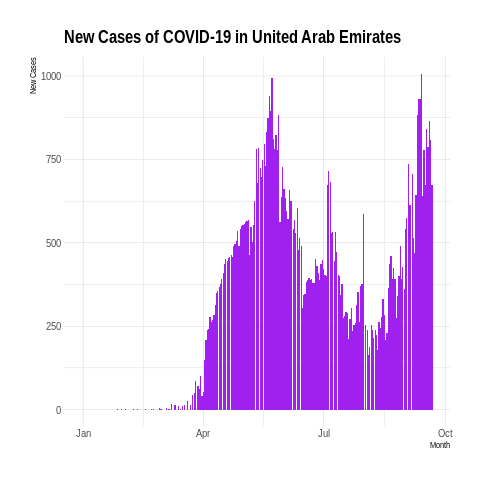 New Cases of COVID-19 in United Arab Emirates
New Cases
1000
750
500
250
0
Jan Apr Jul Oct
Month